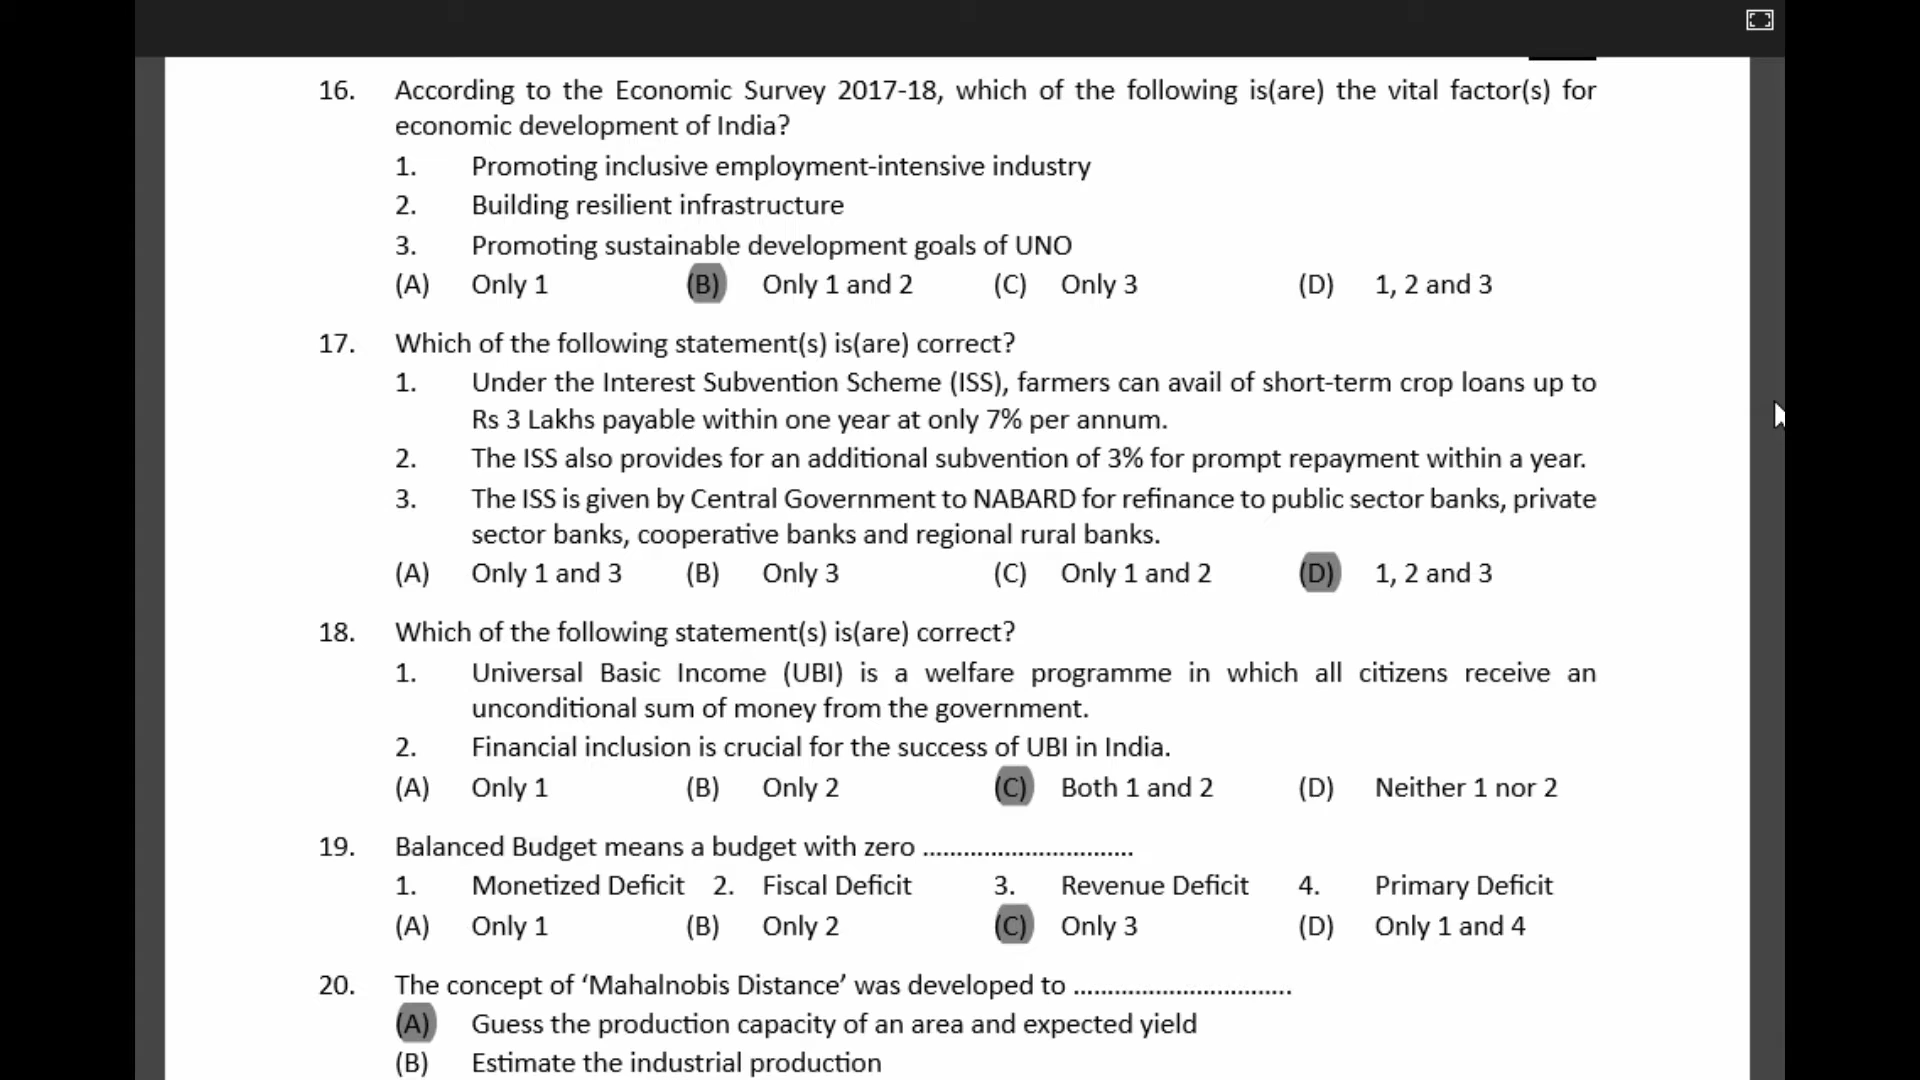 16. According to the Economic Survey 2017-18, which of the following is(are) the vital factor(s) for
economic development of India?
1. Promoting inclusive employment-intensive industry
2. Building resilient infrastructure
3. Promoting sustainable development goals of UNO
(A) Only 1 (B) Only 1 and 2 (C) Only 3 (D) 1, 2 and 3
17. Which of the following statement(s) is(are) correct?
1. Under the Interest Subvention Scheme (ISS), farmers can avail of short-term crop loans up to
Rs 3 Lakhs payable within one year at only 7% per annum.
2. The ISS also provides for an additional subvention of 3% for prompt repayment within a year.
3. The ISS is given by Central Government to NABARD for refinance to public sector banks, private
sector banks, cooperative banks and regional rural banks.
(A) Only 1 and 3 (B) Only 3 (C) Only 1 and 2 (D) 1, 2 and 3
18. Which of the following statement(s) is(are) correct?
1. Universal Basic Income (UBI) is a welfare programme in which all citizens receive an
unconditional sum of money from the government.
2. Financial inclusion is crucial for the success of UBI in India.
(A) Only 1 (B) Only 2 (C) Both 1 and 2 (D) Neither 1 nor 2
19. Balanced Budget means a budget with zero ...............................
1. Monetized Deficit 2. Fiscal Deficit 3. Revenue Deficit 4. Primary Deficit
(A) Only 1 (B) Only 2 (C) Only 3 (D) Only 1 and 4
20. The concept of ‘Mahalnobis Distance’ was developed to ................................
(A) Guess the production capacity of an area and expected yield
(B) Estimate the industrial production